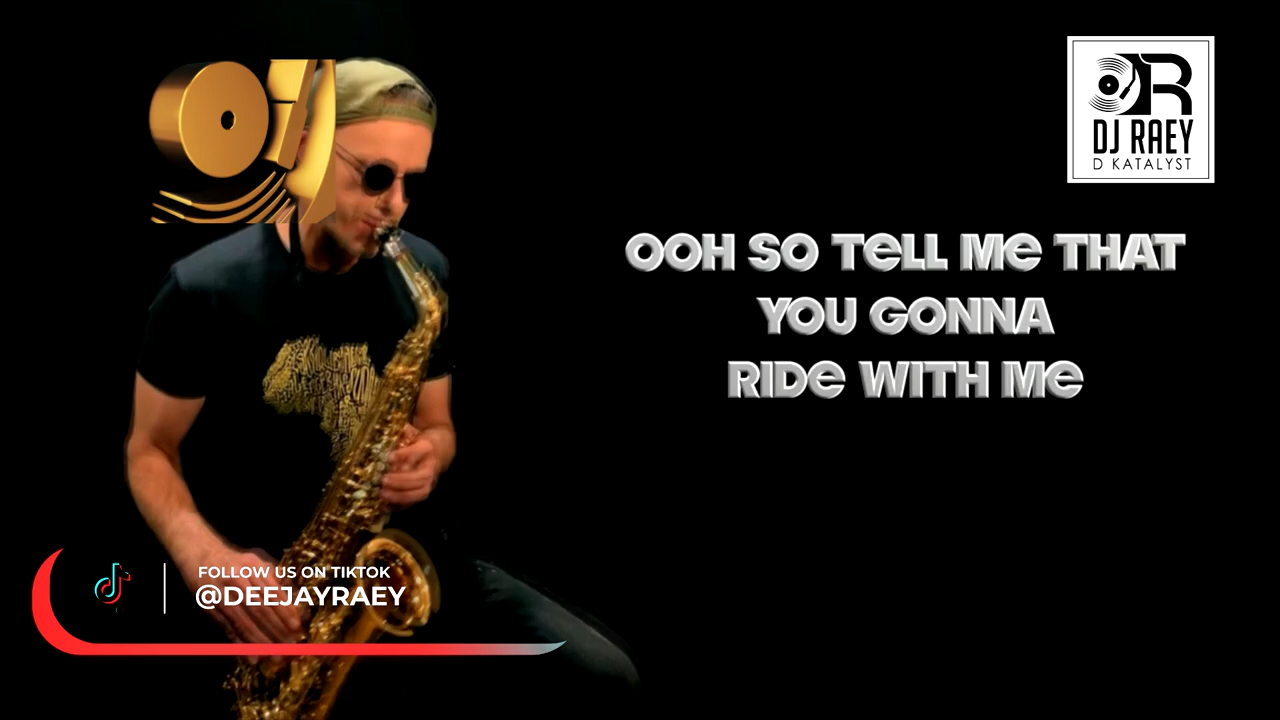 DJ RAEY
D KATALYST
OOH SO TELL ME THAT
YOU GONNA
RIDE WITH ME
FOLLOW US ON TIKTOK
@DEEJAYRAEY